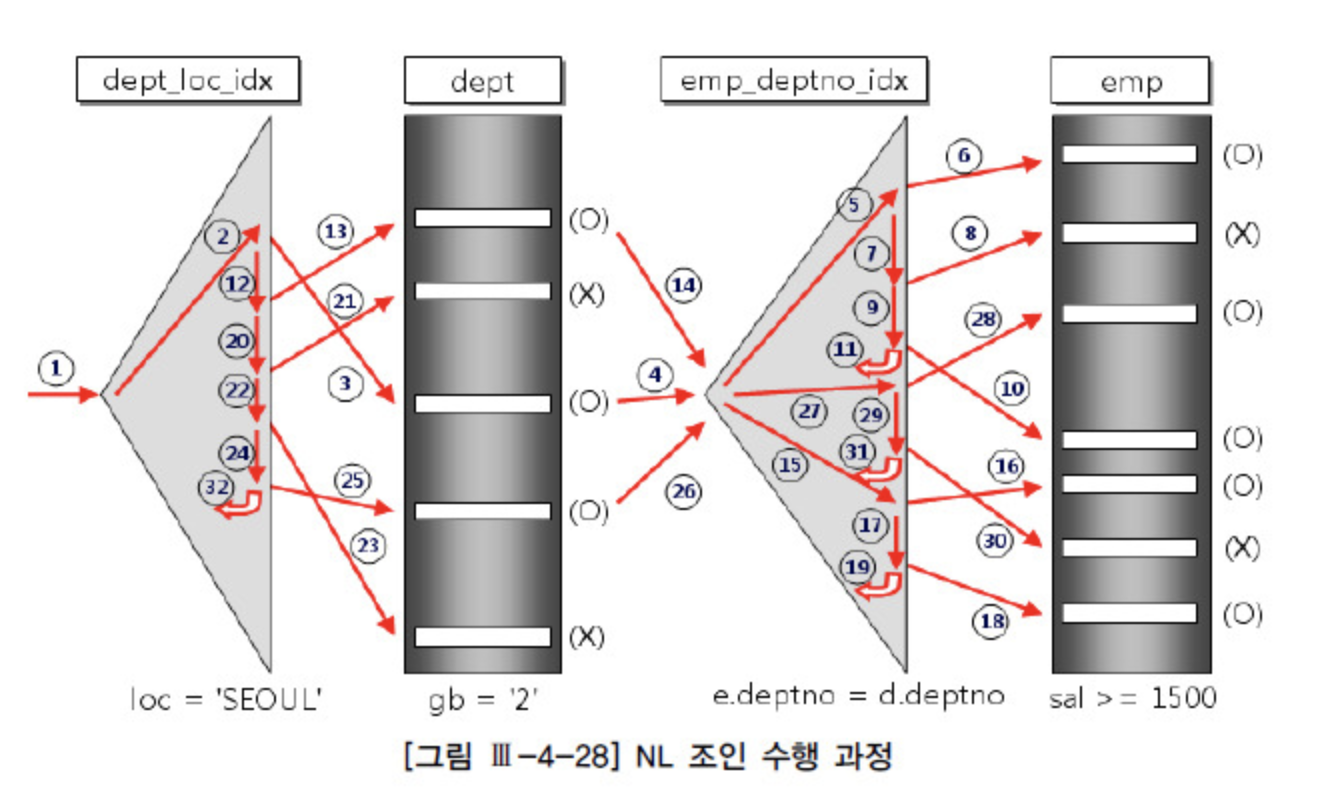 dept_loc_idx
dept
emp_deptno_idx
emp
1
2
12
20
22
24
32
13
21
3
25
23
(O)
(X)
(O)
(O)
(X)
14
4
26
5
7
9
11
27
29
31
15
17
19
6
8
28
10
16
30
18
(O)
(X)
(O)
(O)
(O)
(X)
(O)
loc = 'SEOUL'
gb = '2'
e.deptno = d.deptno
sal >= 1500
[그림 Ⅲ-4-28] NL 조인 수행 과정